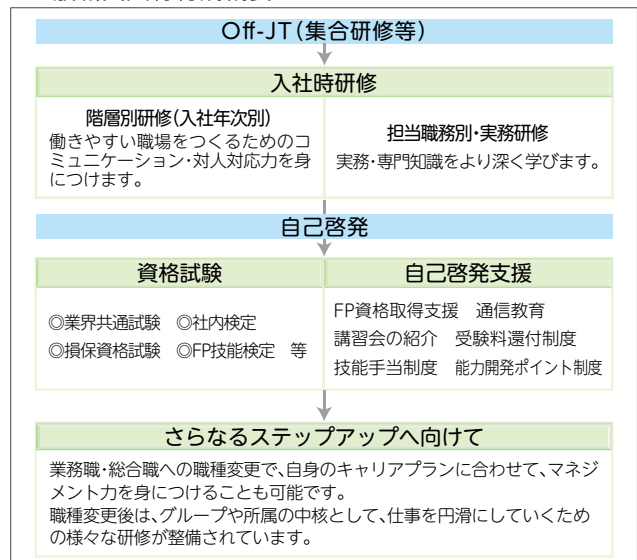 Off-JT（集合研修等）
入社時研修
階層別研修（入社年次別）
働きやすい職場をつくるためのコ
ミュニケーション・対人対応力を身
につけます。
担当職務別・実務研修
実務・専門知識をより深く学びます。
自己啓発
資格試験
◎業界共通試験　◎社内検定
◎損保資格試験　◎FP技能検定　等
自己啓発支援
FP資格取得支援　通信教育
講習会の紹介　受験料還付制度
技能手当制度　能力開発ポイント制度
さらなるステップアップへ向けて
業務職・総合職への職種変更で、自身のキャリアプランに合わせて、マネジ
メント力を身につけることも可能です。
職種変更後は、グループや所属の中核として、仕事を円滑にしていくため
の様々な研修が整備されています。